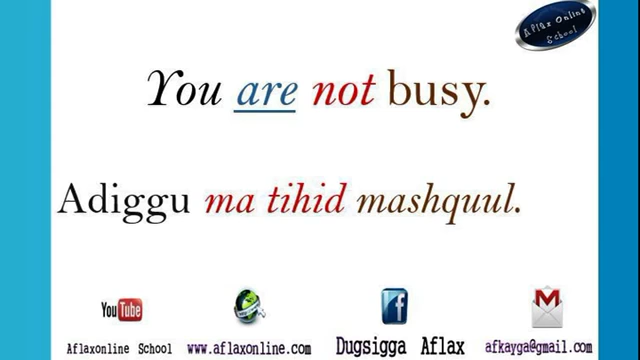 Aflax Online
School
You are not busy.
Adiggu ma tihid mashquul.
YouTube
Aflaxonline School www.aflaxonline.com Dugsigga Aflax afkayga@gmail.com